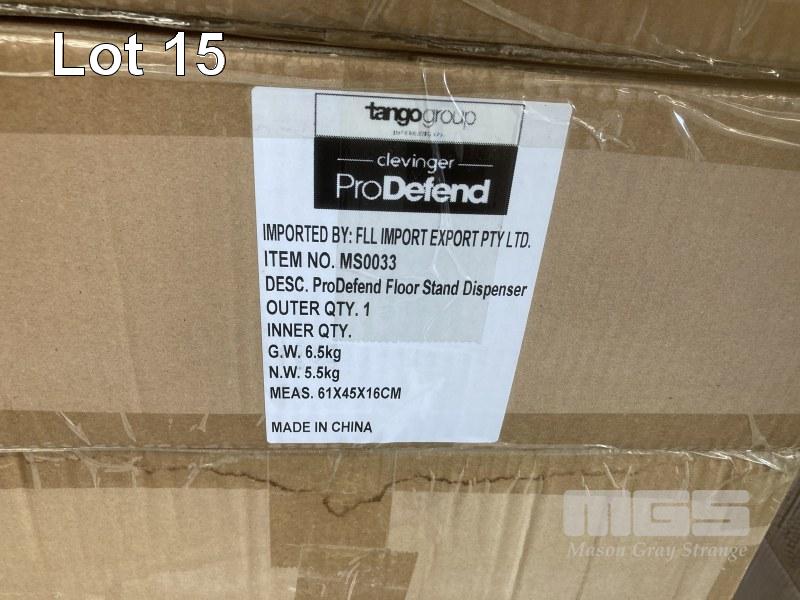 Lot 15
tangogroup
clevinger
ProDefend
IMPORTED BY: FLL IMPORT EXPORT PTY LTD.
ITEM NO. MS0033
DESC. ProDefend Floor Stand Dispenser
OUTER QTY. 1
INNER QTY.
G.W. 6.5kg
N.W. 5.5kg
MEAS. 61X45X16CM
MADE IN CHINA
MGS
Mason Gray Strange